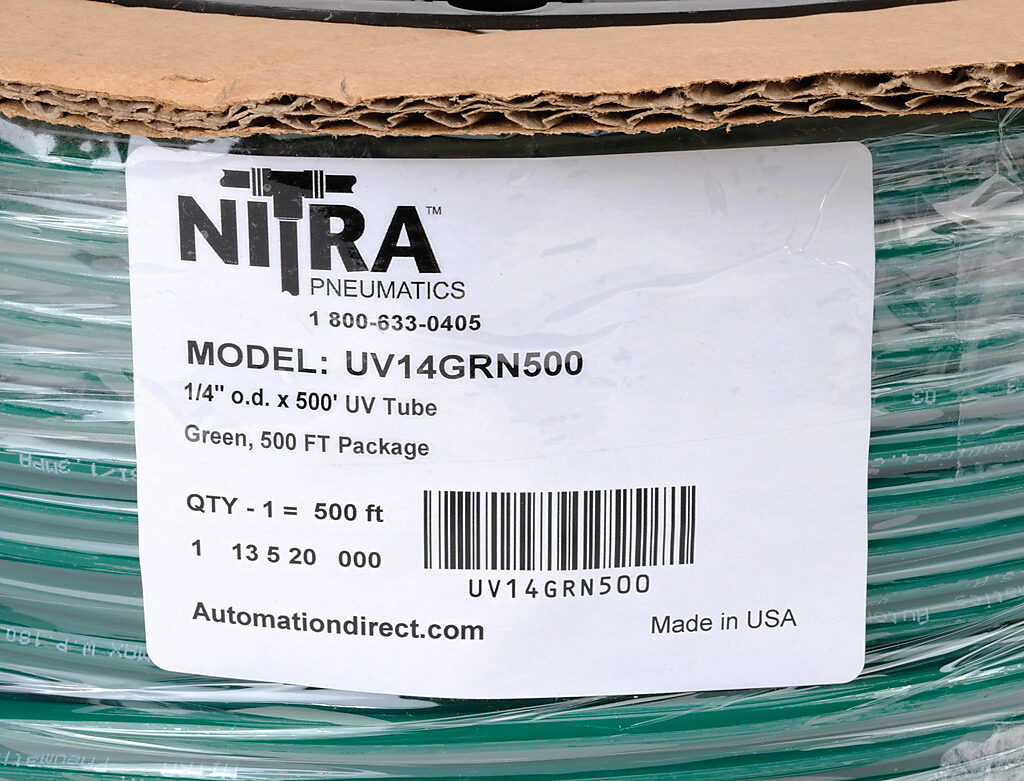 NITRA™
PNEUMATICS
1 800-633-0405
MODEL: UV14GRN500
1/4" o.d. x 500' UV Tube
Green, 500 FT Package
QTY - 1 = 500 ft
1 13 5 20 000
UV14GRN500
Automationdirect.com
Made in USA